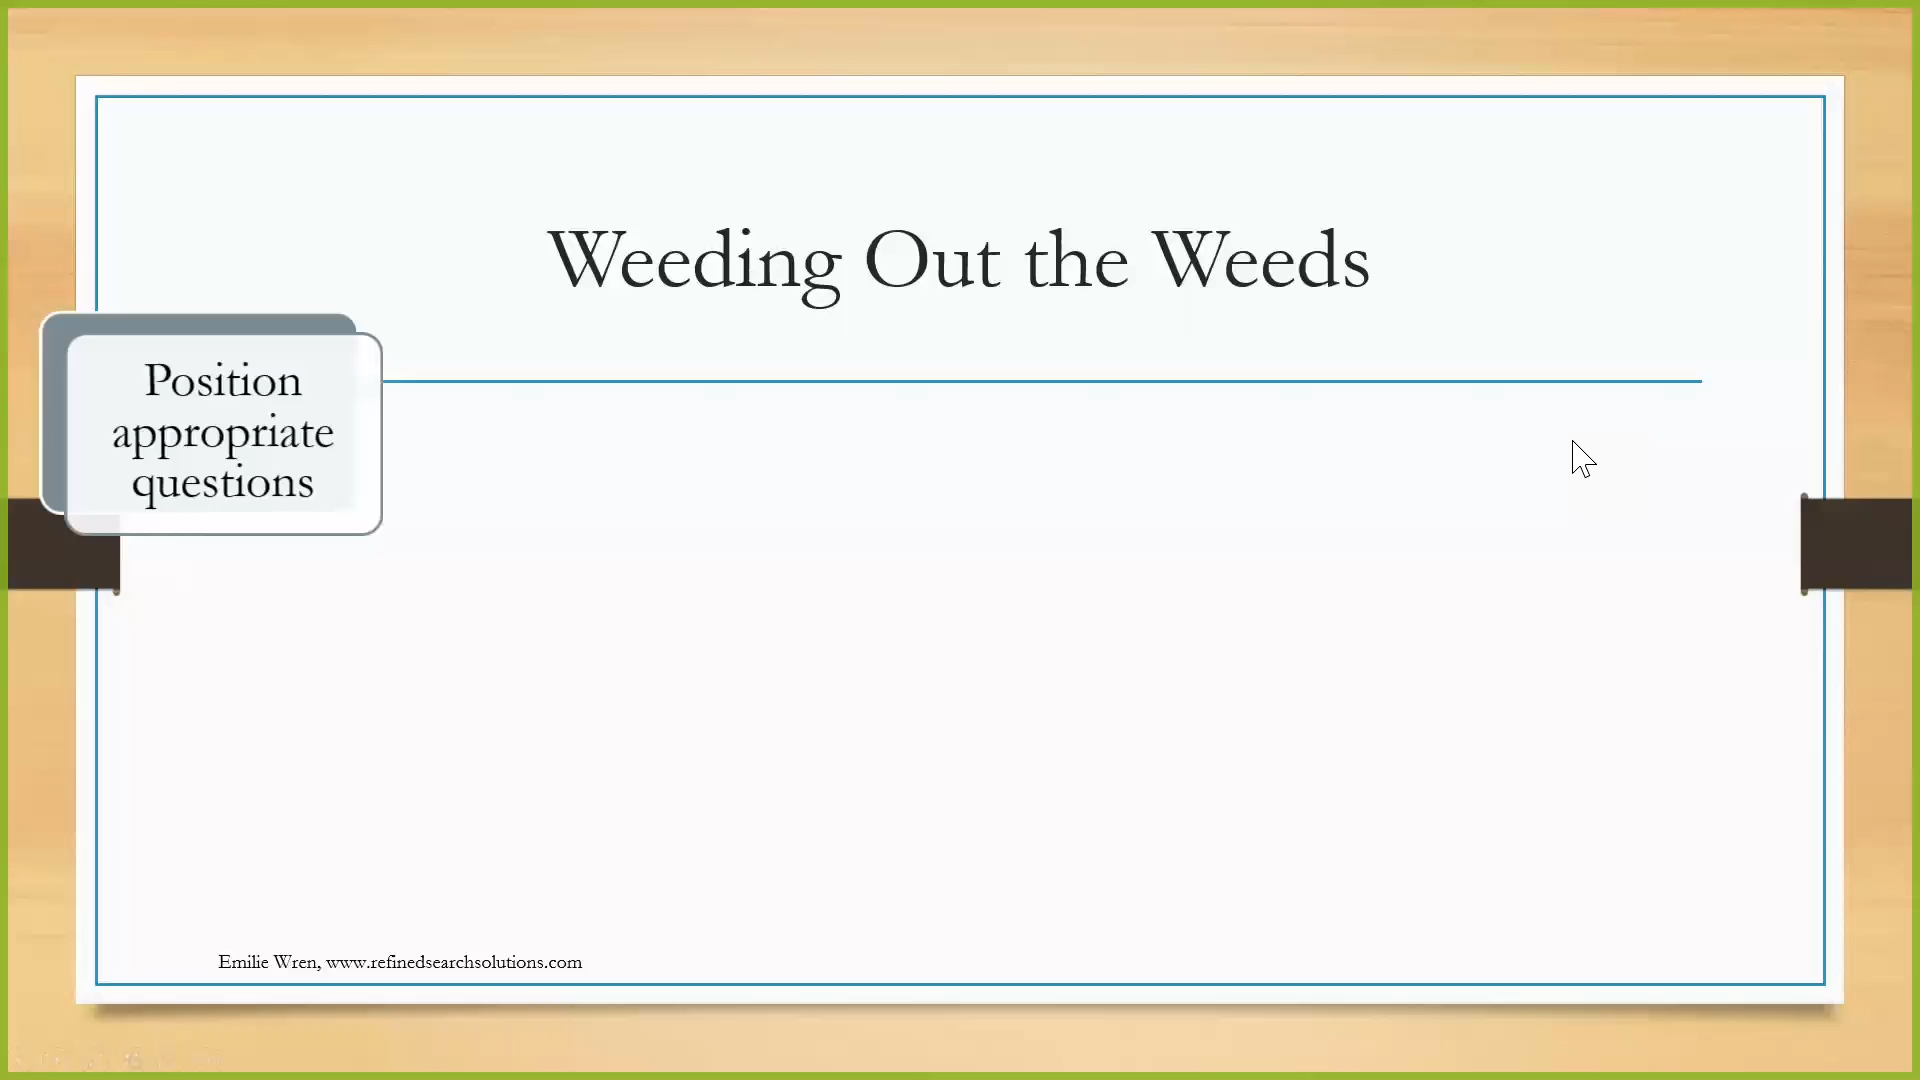 Weeding Out the Weeds
Position
appropriate
questions
Emilie Wren, www.refinedsearchsolutions.com